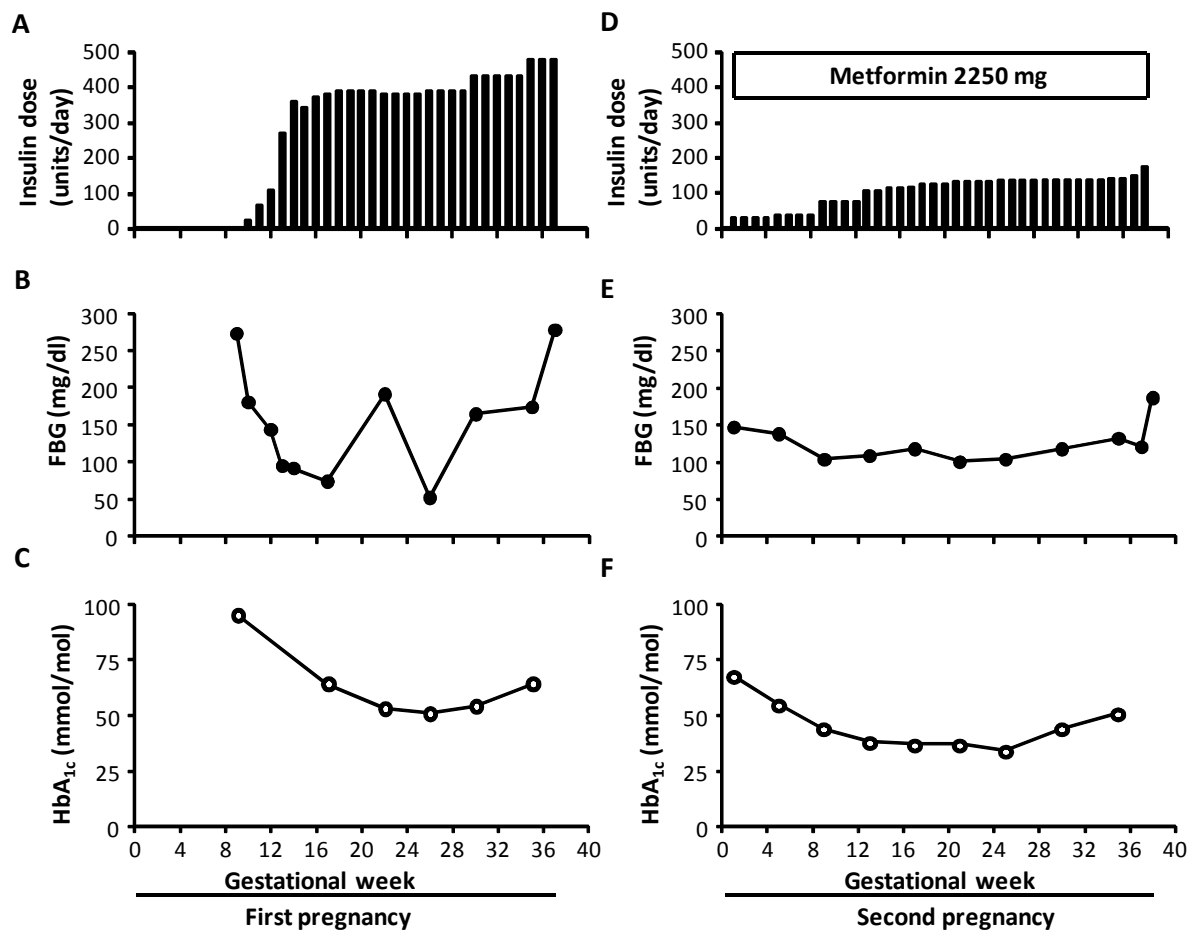 A
Insulin dose
(units/day)
500
400
300
200
100
0
B
FBG (mg/dl)
300
250
200
150
100
50
0
C
HbA1c (mmol/mol)
100
75
50
25
0
0 4 8 12 16 20 24 28 32 36 40
Gestational week
First pregnancy
D
Insulin dose
(units/day)
500
400
300
200
100
0
Metformin 2250 mg
E
FBG (mg/dl)
300
250
200
150
100
50
0
F
HbA1c (mmol/mol)
100
75
50
25
0
0 4 8 12 16 20 24 28 32 36 40
Gestational week
Second pregnancy